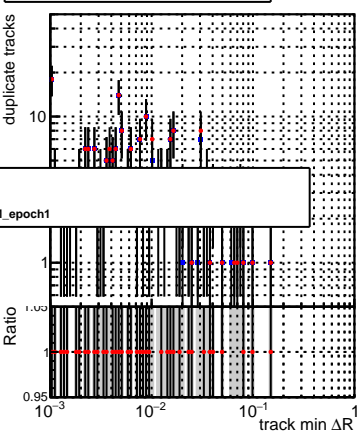 duplicate tracks
10
l_epoch1
1
Ratio
1.05
1
0.95
10⁻³ 10⁻² 10⁻¹ 1
track min ΔR